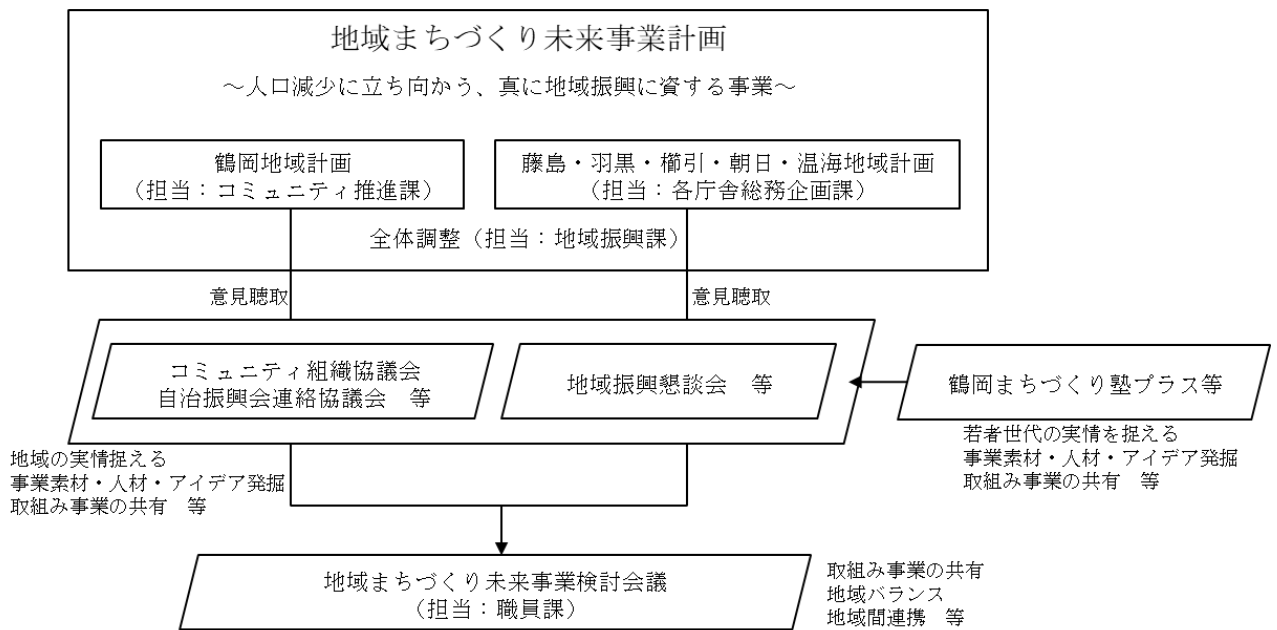 地域まちづくり未来事業計画
～人口減少に立ち向かう、真に地域振興に資する事業～
鶴岡地域計画
（担当：コミュニティ推進課）
藤島・羽黒・櫛引・朝日・温海地域計画
（担当：各庁舎総務企画課）
全体調整（担当：地域振興課）
意見聴取
意見聴取
コミュニティ組織協議会
自治振興会連絡協議会　等
地域振興懇談会　等
鶴岡まちづくり塾プラス等
地域の実情捉える
事業素材・人材・アイデア発掘
取組み事業の共有　等
若者世代の実情を捉える
事業素材・人材・アイデア発掘
取組み事業の共有　等
地域まちづくり未来事業検討会議
（担当：職員課）
取組み事業の共有
地域バランス
地域間連携　等